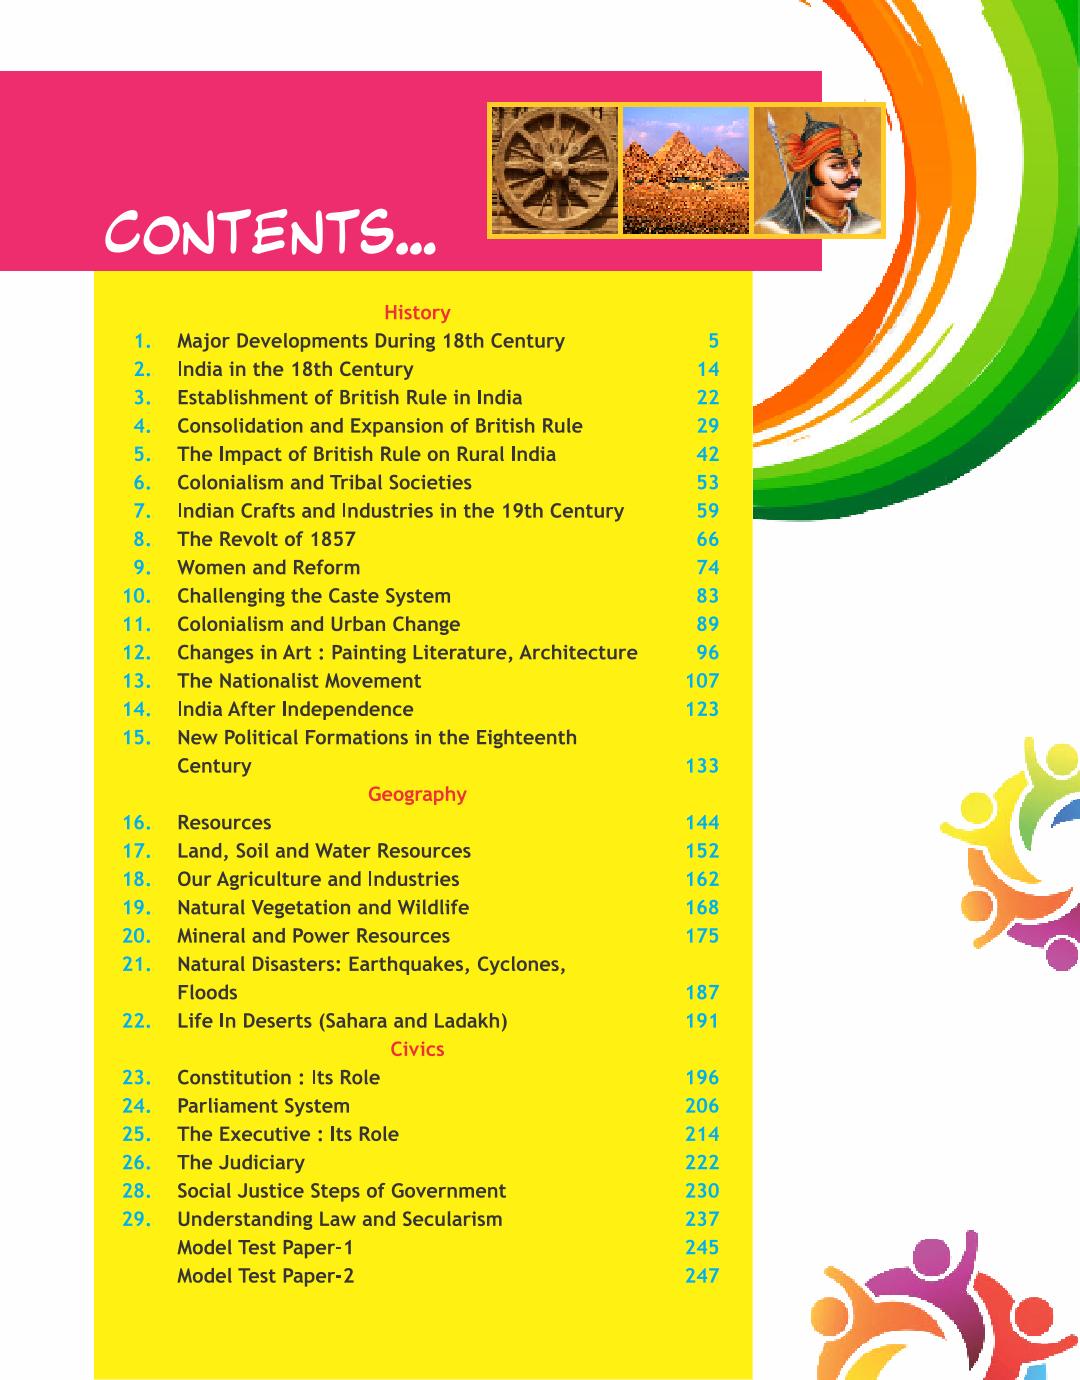 CONTENTS...
History
1. Major Developments During 18th Century 5
2. India in the 18th Century 14
3. Establishment of British Rule in India 22
4. Consolidation and Expansion of British Rule 29
5. The Impact of British Rule on Rural India 42
6. Colonialism and Tribal Societies 53
7. Indian Crafts and Industries in the 19th Century 59
8. The Revolt of 1857 66
9. Women and Reform 74
10. Challenging the Caste System 83
11. Colonialism and Urban Change 89
12. Changes in Art : Painting Literature, Architecture 96
13. The Nationalist Movement 107
14. India After Independence 123
15. New Political Formations in the Eighteenth
Century 133
Geography
16. Resources 144
17. Land, Soil and Water Resources 152
18. Our Agriculture and Industries 162
19. Natural Vegetation and Wildlife 168
20. Mineral and Power Resources 175
21. Natural Disasters: Earthquakes, Cyclones,
Floods 187
22. Life In Deserts (Sahara and Ladakh) 191
Civics
23. Constitution : Its Role 196
24. Parliament System 206
25. The Executive : Its Role 214
26. The Judiciary 222
28. Social Justice Steps of Government 230
29. Understanding Law and Secularism 237
Model Test Paper-1 245
Model Test Paper-2 247